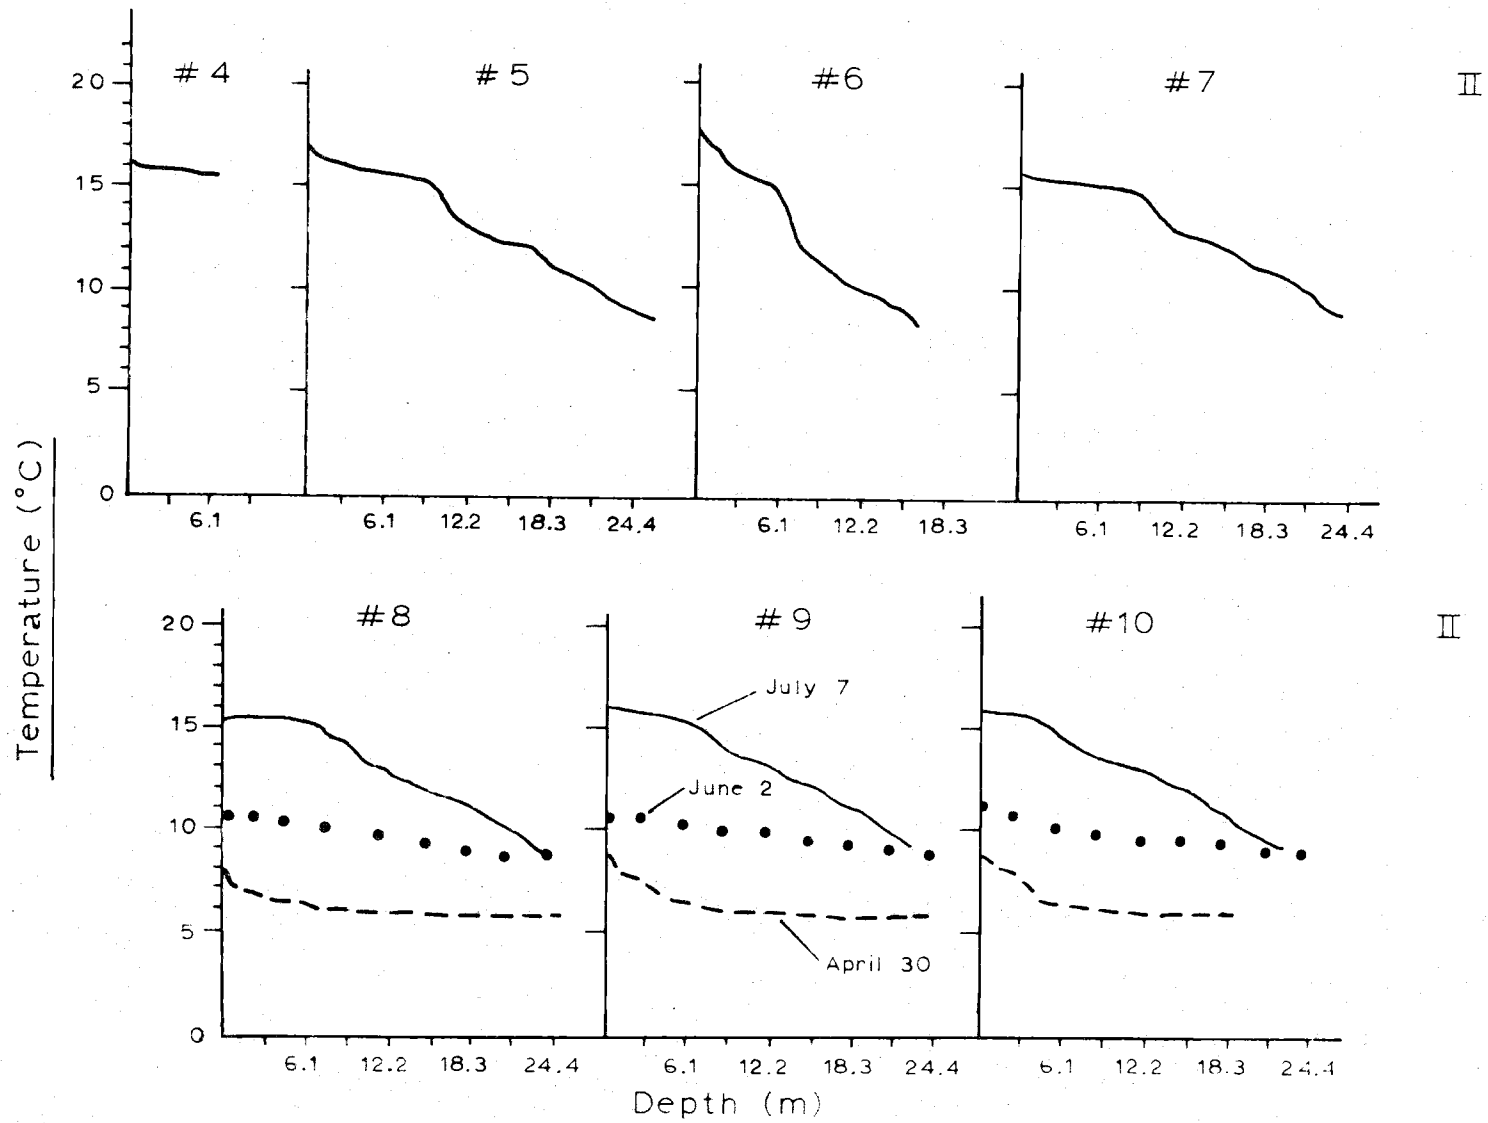 #4 #5 #6 #7 II
20
15
10
5
0
6.1 6.1 12.2 18.3 24.4 6.1 12.2 18.3 6.1 12.2 18.3 24.4
Temperature (°C)
#8 #9 #10 II
20
15
10
5
0
July 7
June 2
April 30
6.1 12.2 18.3 24.4 6.1 12.2 18.3 24.4 6.1 12.2 18.3 24.4
Depth (m)